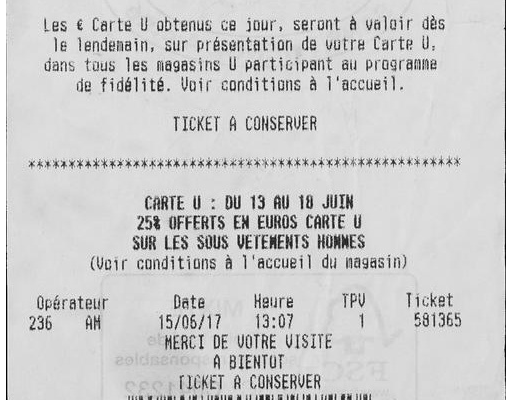 Les € Carte U obtenus ce jour, seront à valoir dès
le lendemain, sur présentation de votre Carte U,
dans tous les magasins U participant au programme
de fidélité. Voir conditions à l'accueil.
TICKET A CONSERVER
******************************************************
CARTE U : DU 13 AU 18 JUIN
25% OFFERTS EN EUROS CARTE U
SUR LES SOUS VETEMENTS HOMMES
(Voir conditions à l'accueil du magasin)
Opérateur Date Heure TPV Ticket
236 AM 15/06/17 13:07 1 581365
MERCI DE VOTRE VISITE
A BIENTOT
TICKET A CONSERVER